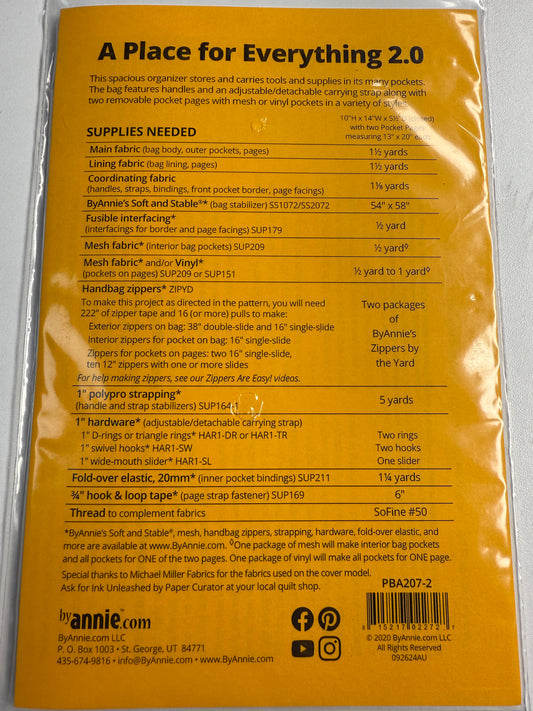 A Place for Everything 2.0
This spacious organizer stores and carries tools and supplies in its many pockets.
The bag features handles and an adjustable/detachable carrying strap along with
two removable pocket pages with mesh or vinyl pockets in a variety of styles.
SUPPLIES NEEDED
10"H x 14"W x 5½"D (closed)
with two Pocket Pages
measuring 13" x 20" each
Main fabric (bag body, outer pockets, pages) 1½ yards
Lining fabric (bag lining, pages) 1½ yards
Coordinating fabric
(handles, straps, bindings, front pocket border, page facings) 1⅝ yards
ByAnnie's Soft and Stable®* (bag stabilizer) SS1072/SS2072 54" x 58"
Fusible interfacing*
(interfacings for border and page facings) SUP179 ½ yard
Mesh fabric* (interior bag pockets) SUP209 ½ yard◊
Mesh fabric* and/or Vinyl*
(pockets on pages) SUP209 or SUP151 ½ yard to 1 yard◊
Handbag zippers* ZIPYD
To make this project as directed in the pattern, you will need
222" of zipper tape and 16 (or more) pulls to make:
Exterior zippers on bag: 38" double-slide and 16" single-slide
Interior zippers for pocket on bag: 16" single-slide
Zippers for pockets on pages: two 16" single-slide,
ten 12" zippers with one or more slides
For help making zippers, see our Zippers Are Easy! videos.
Two packages
of
ByAnnie's
Zippers by
the Yard
1" polypro strapping*
(handle and strap stabilizers) SUP164-1 5 yards
1" hardware* (adjustable/detachable carrying strap)
1" D-rings or triangle rings* HAR1-DR or HAR1-TR Two rings
1" swivel hooks* HAR1-SW Two hooks
1" wide-mouth slider* HAR1-SL One slider
Fold-over elastic, 20mm* (inner pocket bindings) SUP211 1¼ yards
¾" hook & loop tape* (page strap fastener) SUP169 6"
Thread to complement fabrics SoFine #50
*ByAnnie's Soft and Stable®, mesh, handbag zippers, strapping, hardware, fold-over elastic, and
more are available at www.ByAnnie.com. ◊One package of mesh will make interior bag pockets
and all pockets for ONE of the two pages. One package of vinyl will make all pockets for ONE page.
Special thanks to Michael Miller Fabrics for the fabrics used on the cover model.
Ask for Ink Unleashed by Paper Curator at your local quilt shop.
PBA207-2
byannie.com™
ByAnnie.com LLC
P. O. Box 1003 • St. George, UT 84771
435-674-9816 • info@ByAnnie.com • www.ByAnnie.com
8 15217 02272 7
© 2020 ByAnnie.com LLC
All Rights Reserved
092624AU